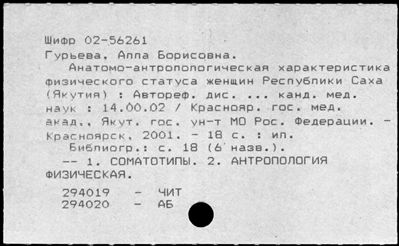 Шифр 02-56261
Гурьева, Алла Борисовна.
Анатомо-антропологическая характеристика
физического статуса женщин Республики Саха
(Якутия) : Автореф. дис. ... канд. мед.
наук : 14.00.02 / Краснояр. гос. мед.
акад., Якут. гос. ун-т МО Рос. Федерации. -
Красноярск, 2001. - 18 с. : ил.
Библиогр.: с. 18 (6 назв.).
-- 1. СОМАТОТИПЫ. 2. АНТРОПОЛОГИЯ
ФИЗИЧЕСКАЯ.
294019 - ЧИТ
294020 - АБ